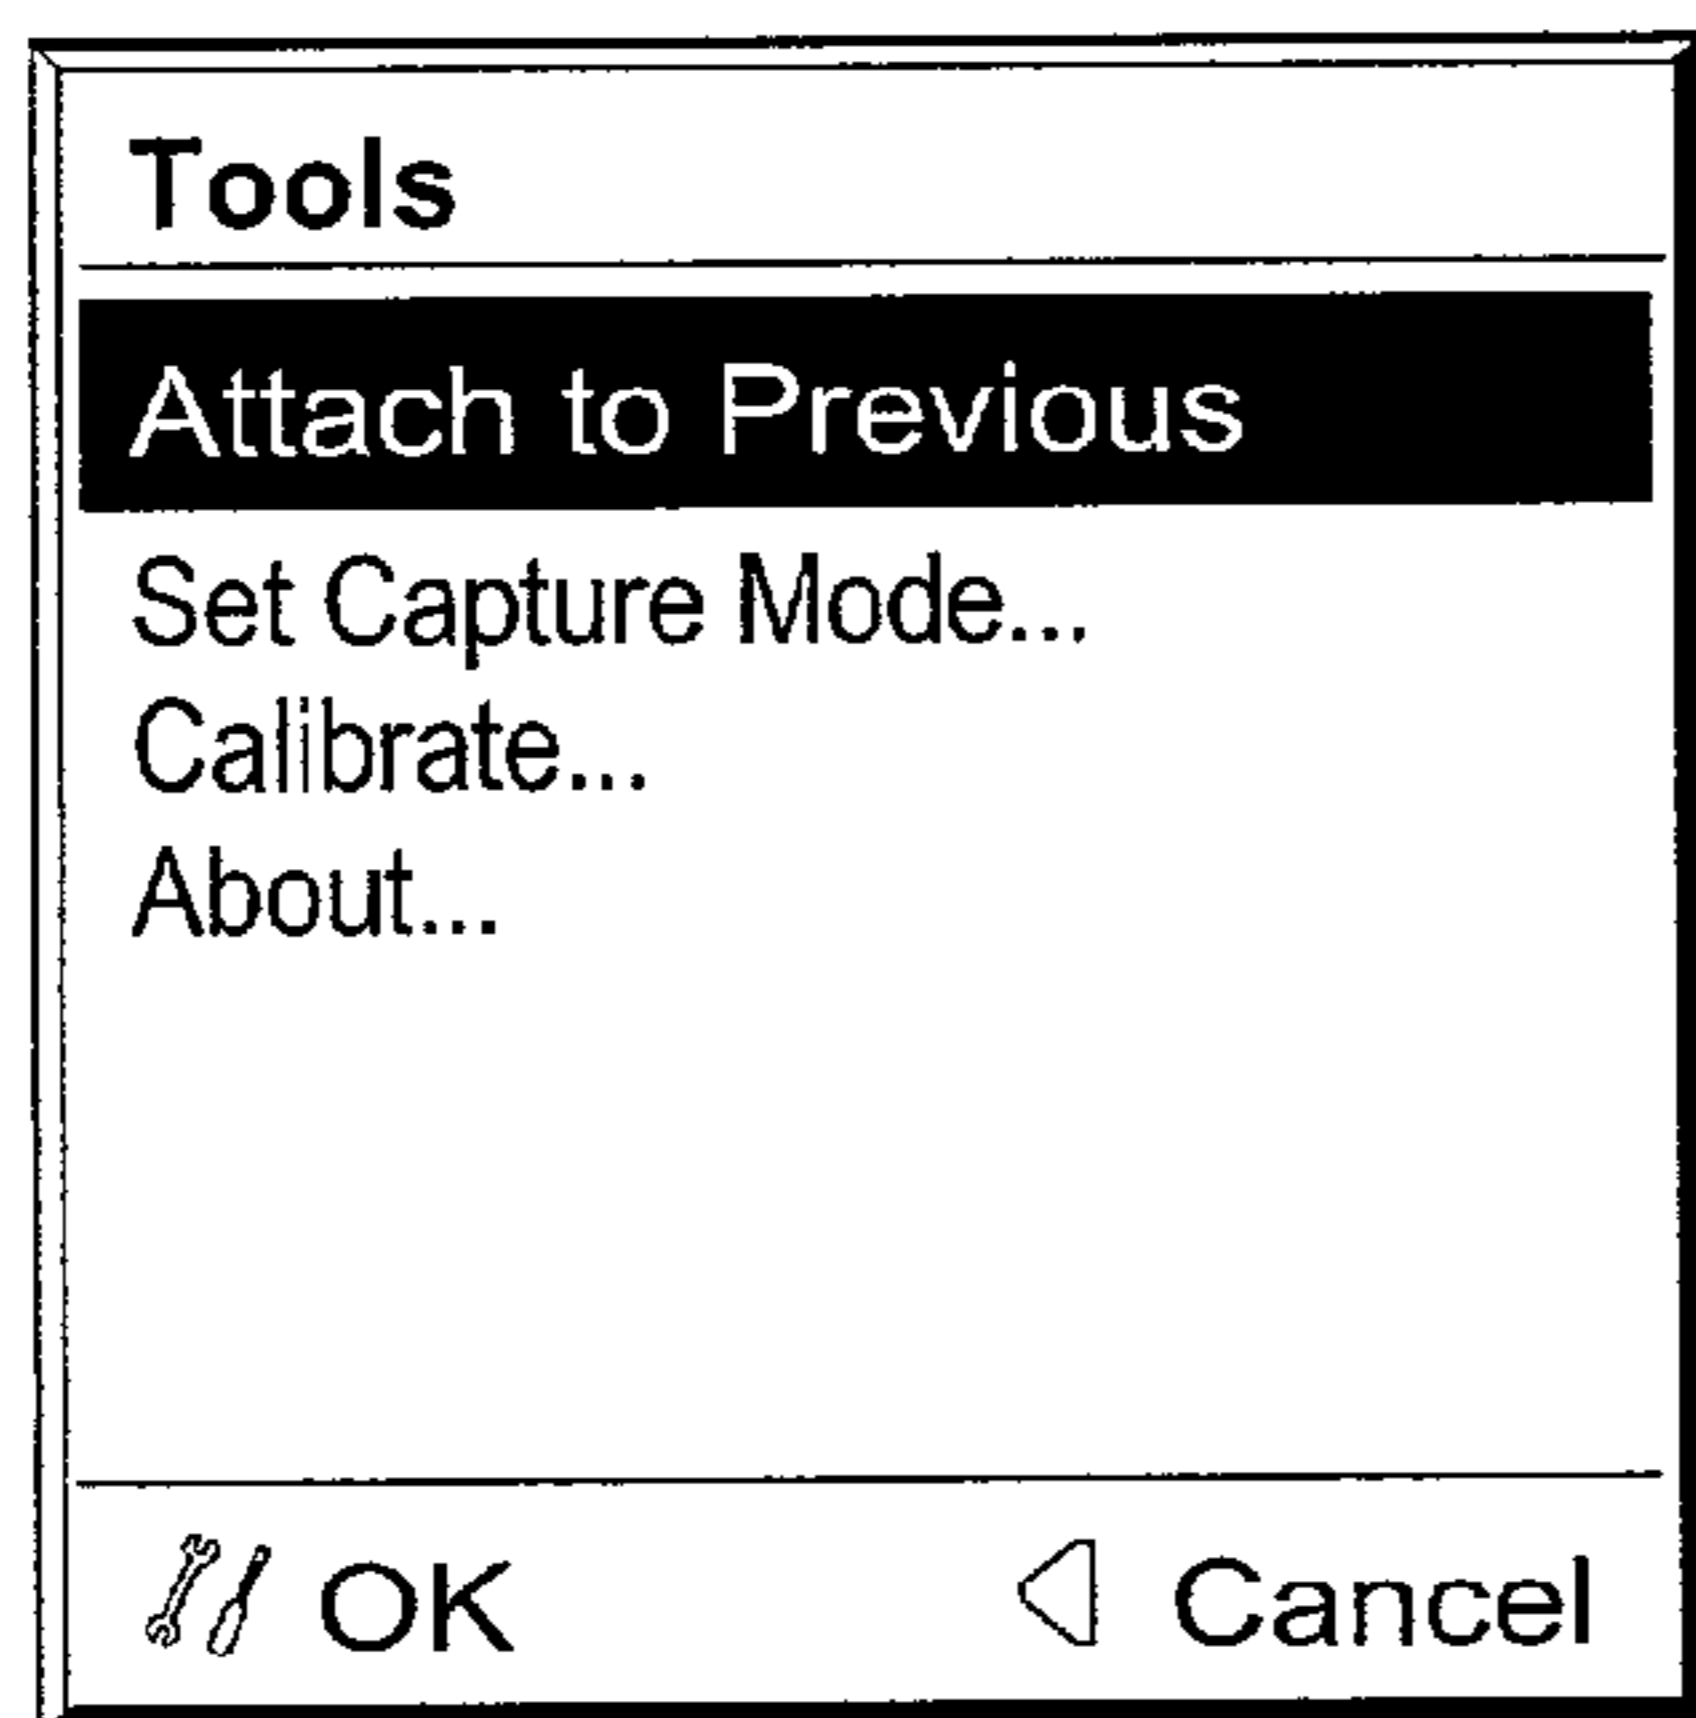 Tools
Attach to Previous
Set Capture Mode...
Calibrate...
About...
OK Cancel